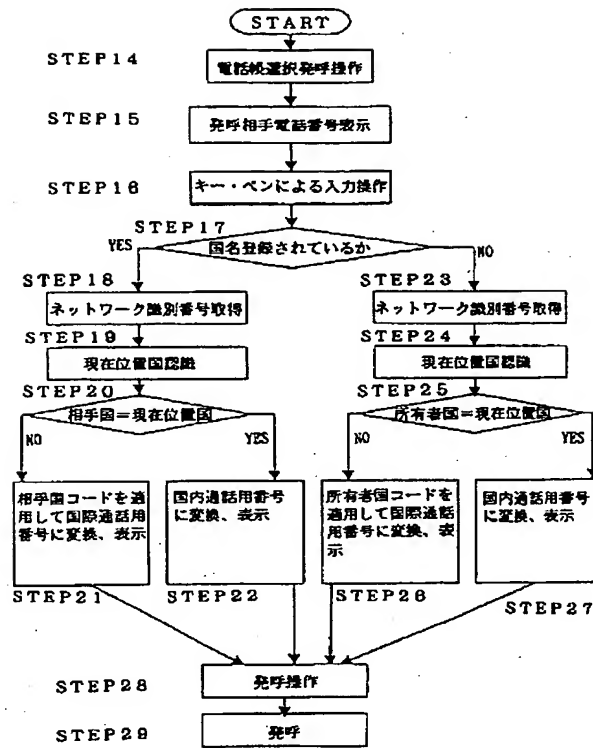 START
STEP14
電話帳選択発呼操作
STEP15
発呼相手電話番号表示
STEP16
キー・ペンによる入力操作
STEP17
YES
国名登録されているか
NO
STEP18
ネットワーク識別番号取得
STEP23
ネットワーク識別番号取得
STEP19
現在位置国認識
STEP24
現在位置国認識
STEP20
相手国=現在位置国
STEP25
所有者国=現在位置国
NO
YES
NO
YES
相手国コードを適
用して国際通話用
番号に変換、表示
国内通話用番号
に変換、表示
所有者国コードを
適用して国際通話
用番号に変換、表
示
国内通話用番号
に変換、表示
STEP21
STEP22
STEP26
STEP27
STEP28
発呼操作
STEP29
発呼